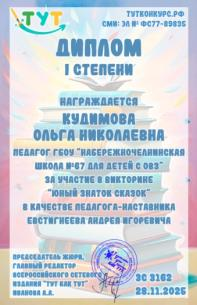 ТУТ
ТУТКОНКУРС.РФ
СМИ: ЭЛ № ФС77-89835
ДИПЛОМ
I СТЕПЕНИ
НАГРАЖДАЕТСЯ
КУДИМОВА
ОЛЬГА НИКОЛАЕВНА
ПЕДАГОГ ГБОУ "НАБЕРЕЖНОЧЕЛНИНСКАЯ
ШКОЛА №67 ДЛЯ ДЕТЕЙ С ОВЗ"
ЗА УЧАСТИЕ В ВИКТОРИНЕ
"ЮНЫЙ ЗНАТОК СКАЗОК"
В КАЧЕСТВЕ ПЕДАГОГА-НАСТАВНИКА
ЕВСТИГНЕЕВА АНДРЕЯ ИГОРЕВИЧА
ПРЕДСЕДАТЕЛЬ ЖЮРИ,
ГЛАВНЫЙ РЕДАКТОР
ВСЕРОССИЙСКОГО СЕТЕВОГО
ИЗДАНИЯ "ТУТ КАК ТУТ"
ИВАНОВА А.А.
ЗС 3162
28.11.2025